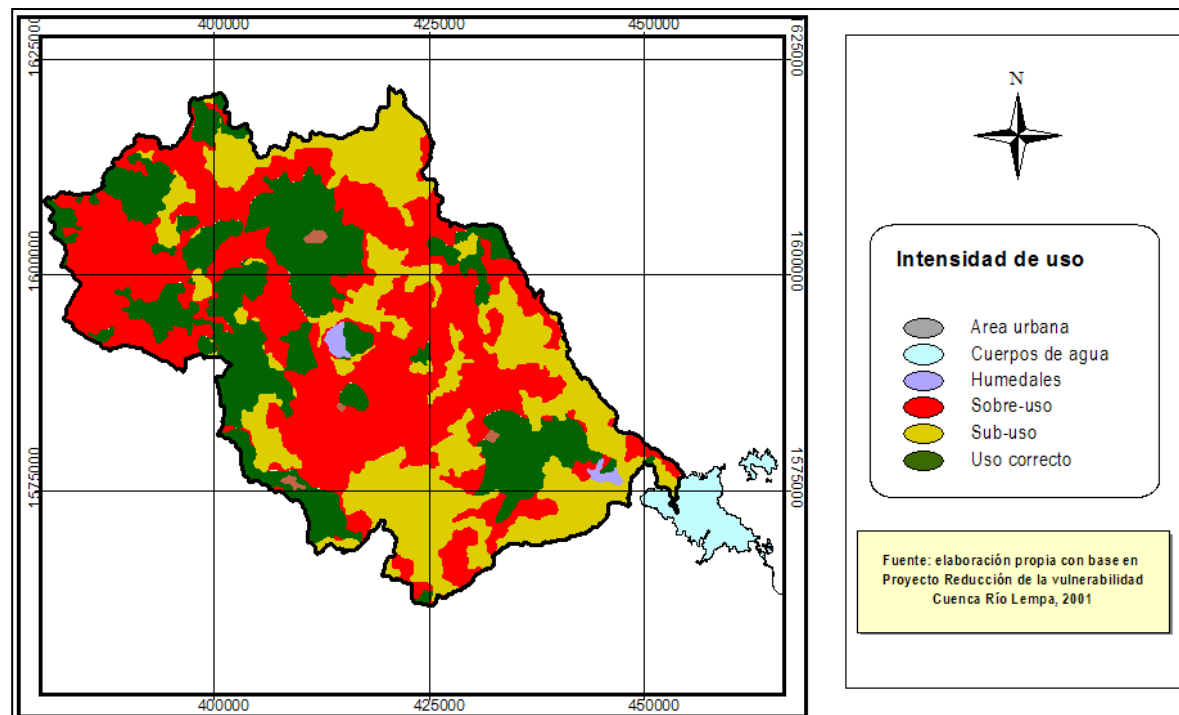 400000 425000 450000
1625000 1625000
1600000 1600000
1575000 1575000
400000 425000 450000
N
Intensidad de uso
Area urbana
Cuerpos de agua
Humedales
Sobre-uso
Sub-uso
Uso correcto
Fuente: elaboración propia con base en
Proyecto Reducción de la vulnerabilidad
Cuenca Río Lempa, 2001